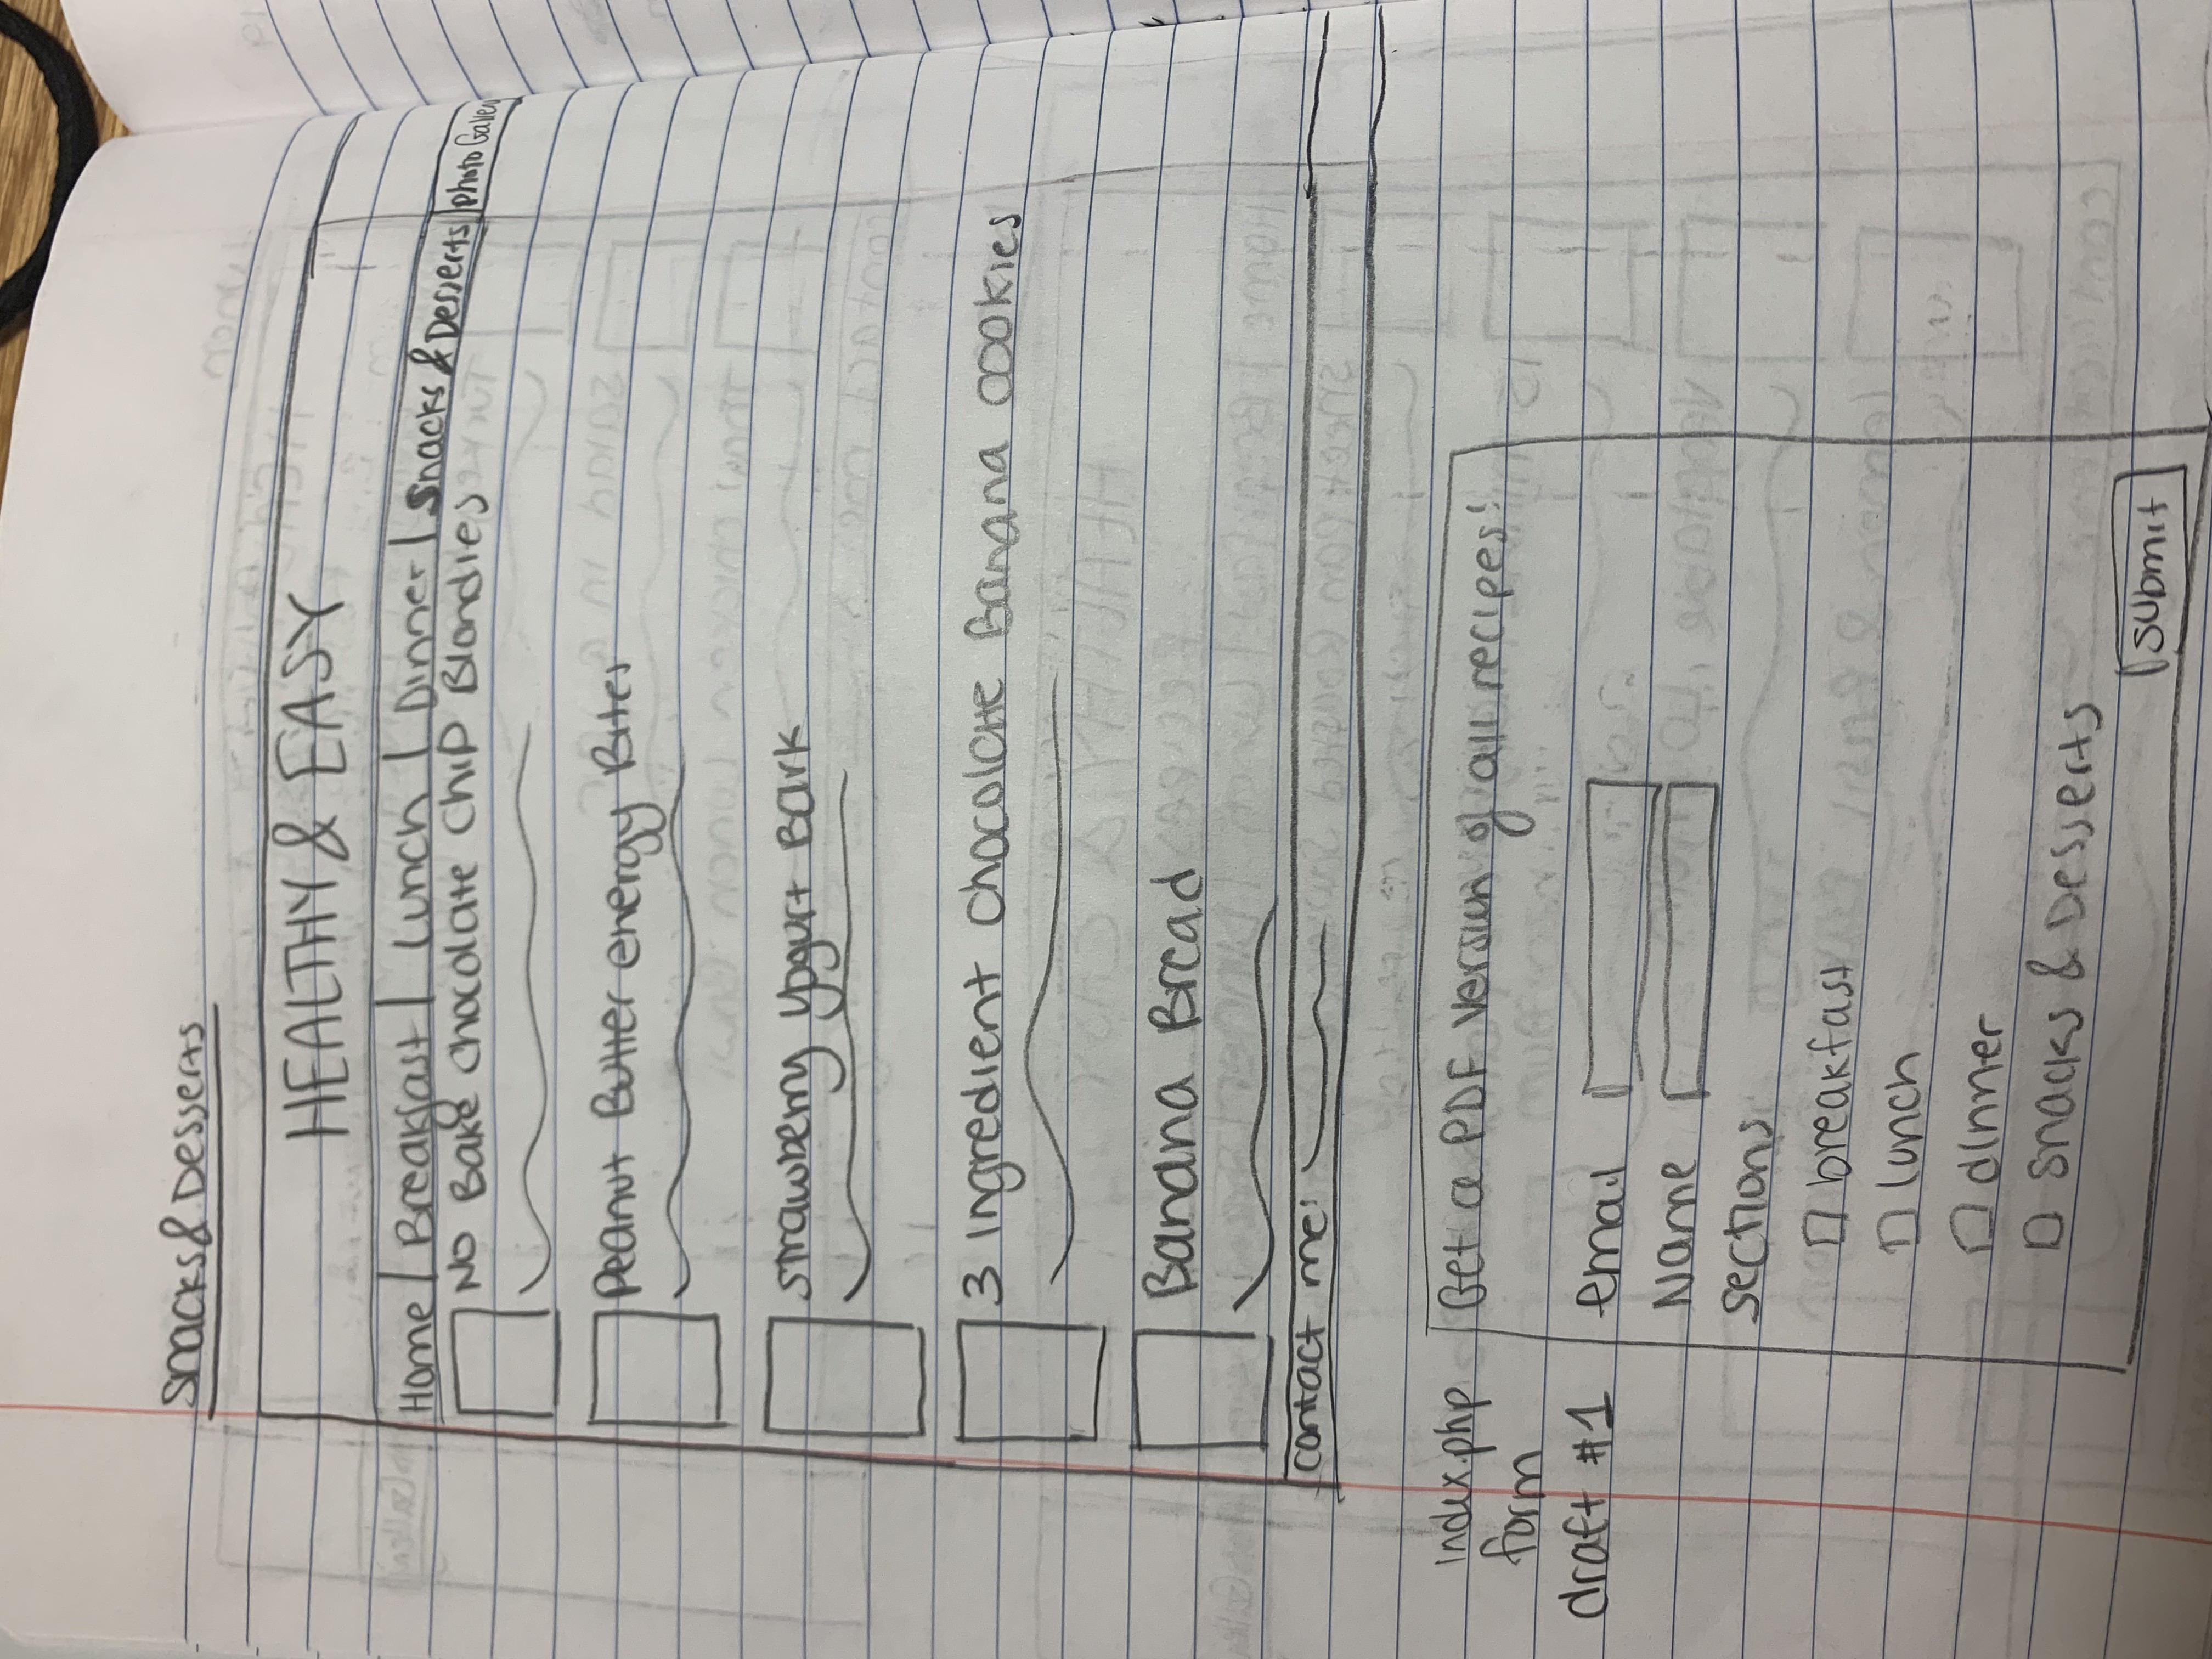 Snacks & Desserts
HEALTHY & EASY
Home | Breakfast | Lunch | Dinner | Snacks & Desserts | photo Gallery
No Bake Chocolate Chip Blondies
Peanut Butter energy Bites
Strawberry Yogurt Bark
3 Ingredient Chocolate Banana cookies
Banana Bread
contact me:
index.php
form
draft #1
Get a PDF version of all recipes!
email
Name
sections
breakfast
lunch
dinner
Snacks & Desserts
submit